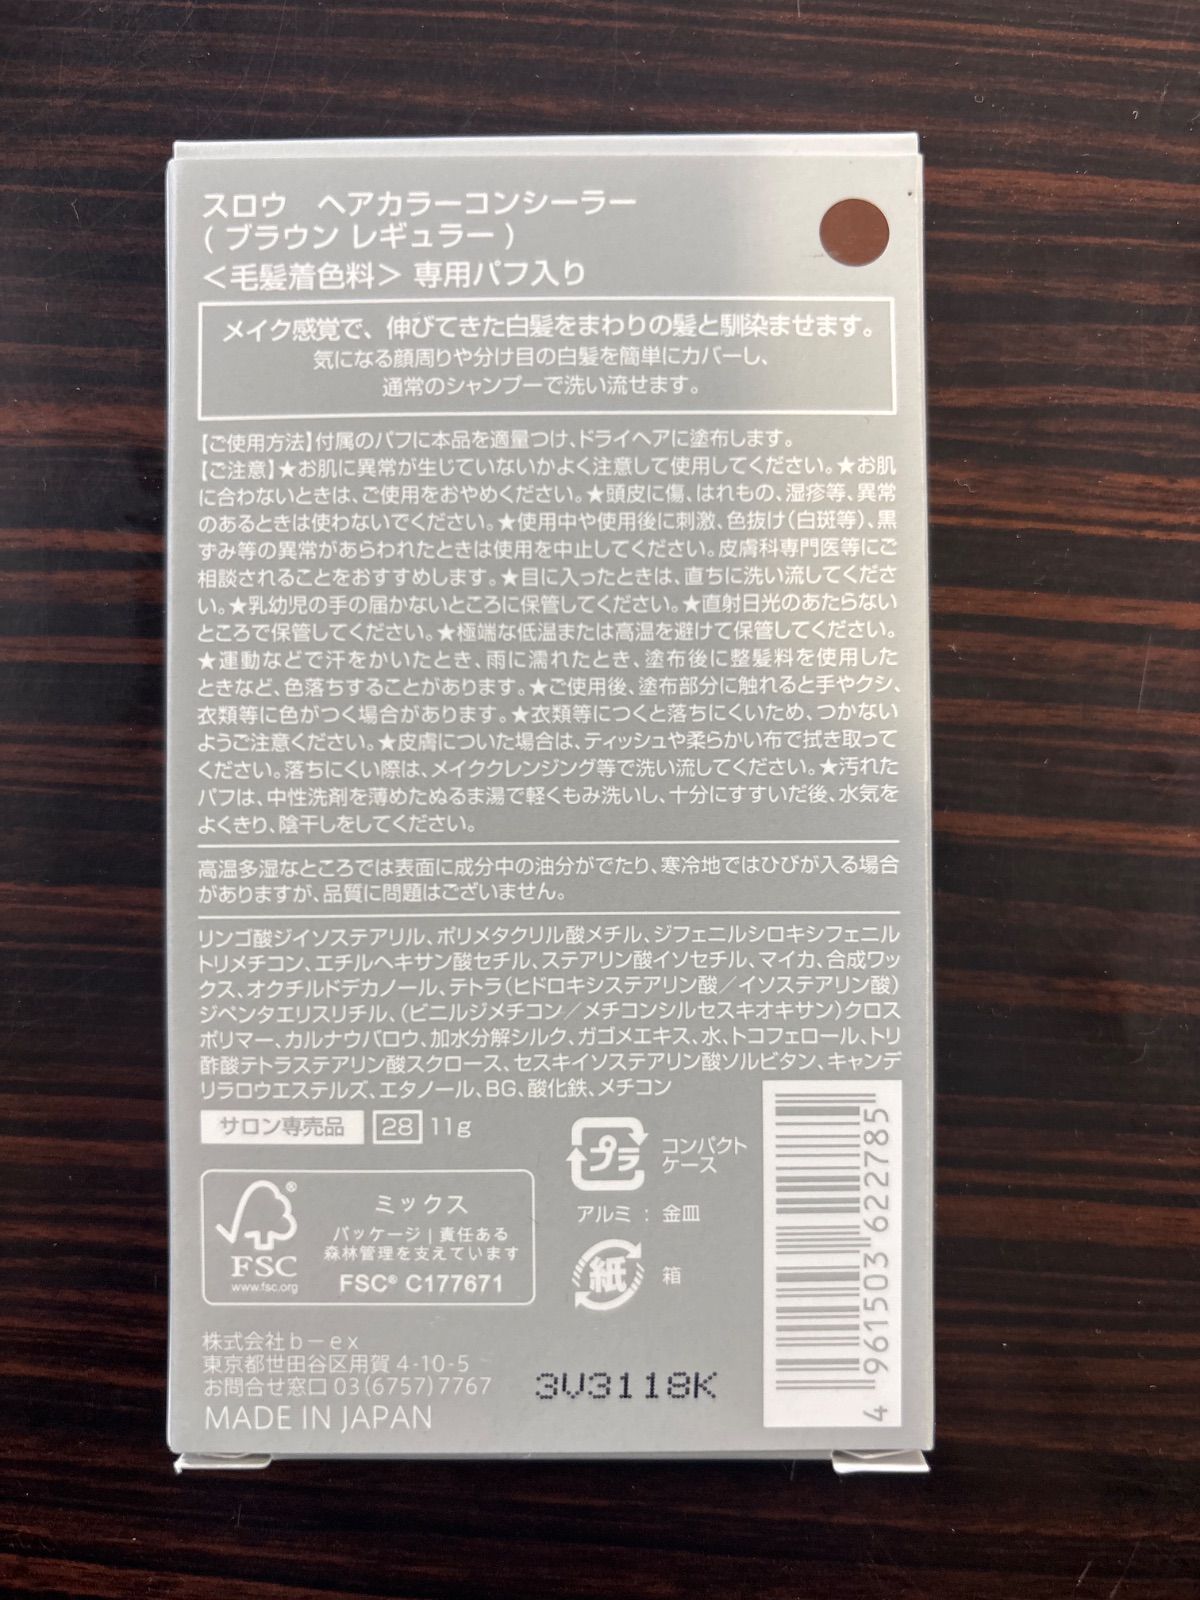 スロウ　ヘアカラーコンシーラー
( ブラウン レギュラー )
＜毛髪着色料＞ 専用パフ入り
メイク感覚で、伸びてきた白髪をまわりの髪と馴染ませます。
気になる顔周りや分け目の白髪を簡単にカバーし、
通常のシャンプーで洗い流せます。
【ご使用方法】付属のパフに本品を適量つけ、ドライヘアに塗布します。
【ご注意】★お肌に異常が生じていないかよく注意して使用してください。★お肌
に合わないときは、ご使用をおやめください。★頭皮に傷、はれもの、湿疹等、異常
のあるときは使わないでください。★使用中や使用後に刺激、色抜け(白斑等)、黒
ずみ等の異常があらわれたときは使用を中止してください。皮膚科専門医等にご
相談されることをおすすめします。★目に入ったときは、直ちに洗い流してくださ
い。★乳幼児の手の届かないところに保管してください。★直射日光のあたらない
ところで保管してください。★極端な低温または高温を避けて保管してください。
★運動などで汗をかいたとき、雨に濡れたとき、塗布後に整髪料を使用した
ときなど、色落ちすることがあります。★ご使用後、塗布部分に触れると手やクシ、
衣類等に色がつく場合があります。★衣類等につくと落ちにくいため、つかない
ようご注意ください。★皮膚についた場合は、ティッシュや柔らかい布で拭き取って
ください。落ちにくい際は、メイククレンジング等で洗い流してください。★汚れた
パフは、中性洗剤を薄めたぬるま湯で軽くもみ洗いし、十分にすすいだ後、水気を
よくきり、陰干しをしてください。
高温多湿なところでは表面に成分中の油分がでたり、寒冷地ではひびが入る場合
がありますが、品質に問題はございません。
リンゴ酸ジイソステアリル、ポリメタクリル酸メチル、ジフェニルシロキシフェニル
トリメチコン、エチルヘキサン酸セチル、ステアリン酸イソセチル、マイカ、合成ワッ
クス、オクチルドデカノール、テトラ(ヒドロキシステアリン酸／イソステアリン酸)
ジペンタエリスリチル、(ビニルジメチコン／メチコンシルセスキオキサン)クロス
ポリマー、カルナウバロウ、加水分解シルク、ガゴメエキス、水、トコフェロール、トリ
酢酸テトラステアリン酸スクロース、セスキイソステアリン酸ソルビタン、キャンデ
リラロウエステルズ、エタノール、BG、酸化鉄、メチコン
サロン専売品 28 11g
プラ コンパクト
ケース
アルミ : 金皿
紙 箱
FSC®
www.fsc.org
ミックス
パッケージ | 責任ある
森林管理を支えています
FSC® C177671
株式会社b－ex
東京都世田谷区用賀 4-10-5
お問合せ窓口 03(6757)7767
MADE IN JAPAN
3V3118K
4 961503 622785